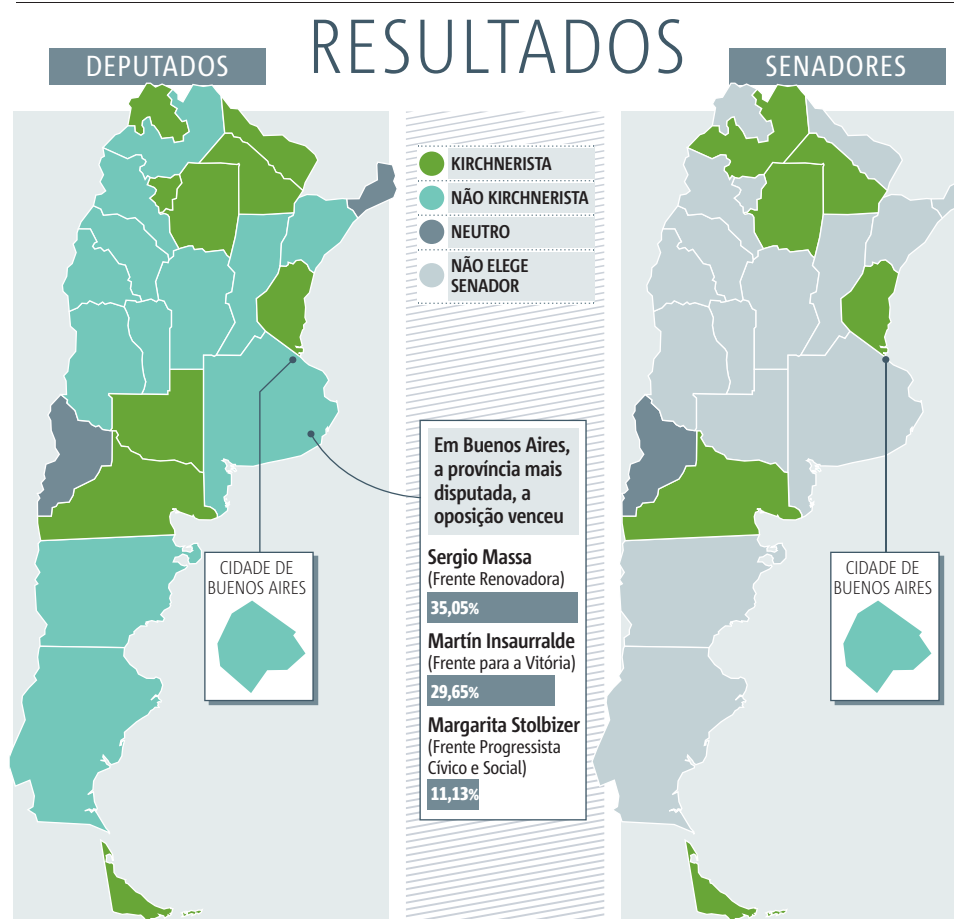 RESULTADOS
DEPUTADOS
SENADORES
KIRCHNERISTA
NÃO KIRCHNERISTA
NEUTRO
NÃO ELEGE
SENADOR
Em Buenos Aires,
a província mais
disputada, a
oposição venceu
Sergio Massa
(Frente Renovadora)
35,05%
Martín Insaurralde
(Frente para a Vitória)
29,65%
Margarita Stolbizer
(Frente Progressista
Cívico e Social)
11,13%
CIDADE DE
BUENOS AIRES
CIDADE DE
BUENOS AIRES